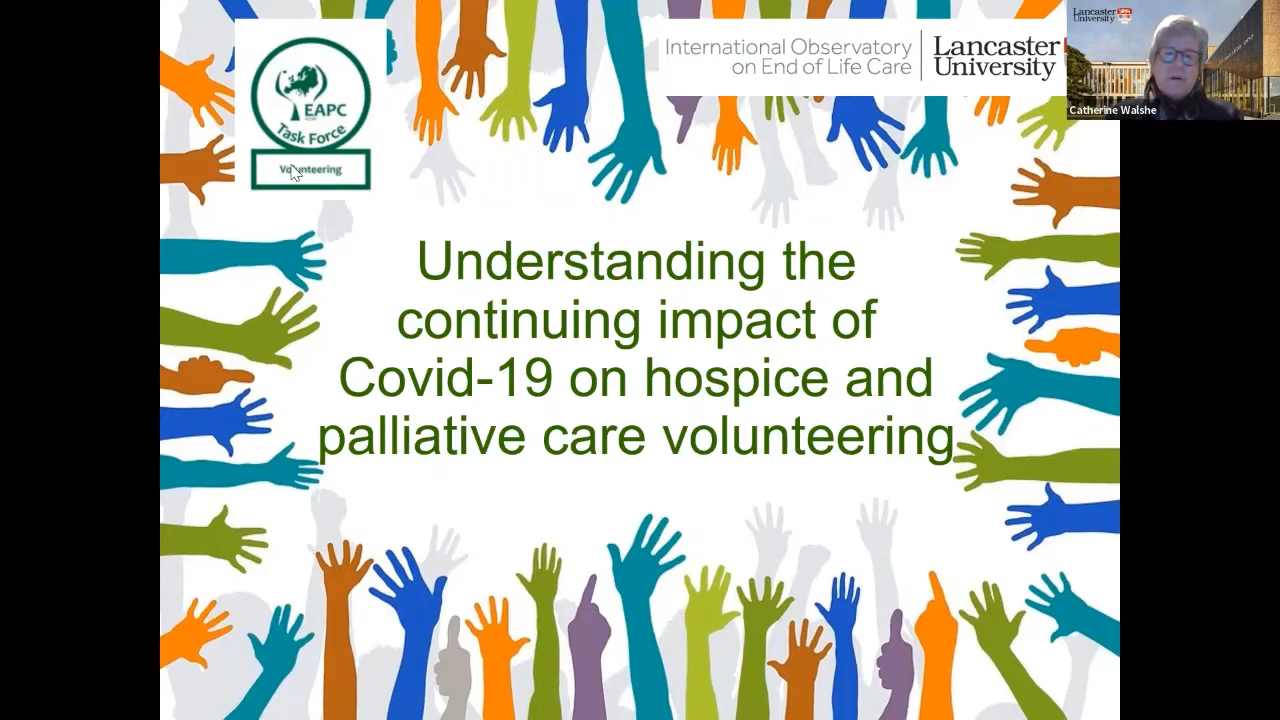 EAPC
Task Force
Volunteering
International Observatory
on End of Life Care
Lancaster
University
Lancaster
University
Catherine Walshe
Understanding the
continuing impact of
Covid-19 on hospice and
palliative care volunteering